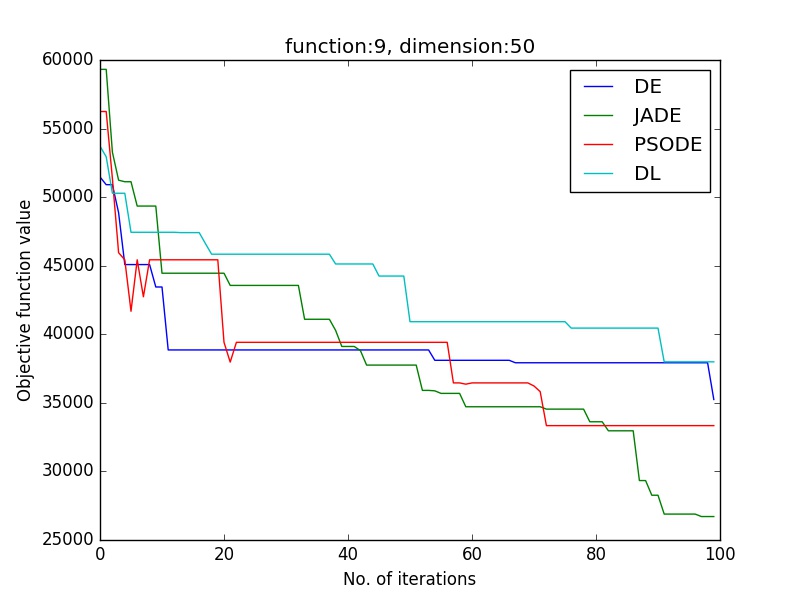 function:9, dimension:50
60000
55000
50000
45000
40000
35000
30000
25000
Objective function value
0 20 40 60 80 100
No. of iterations
DE
JADE
PSODE
DL